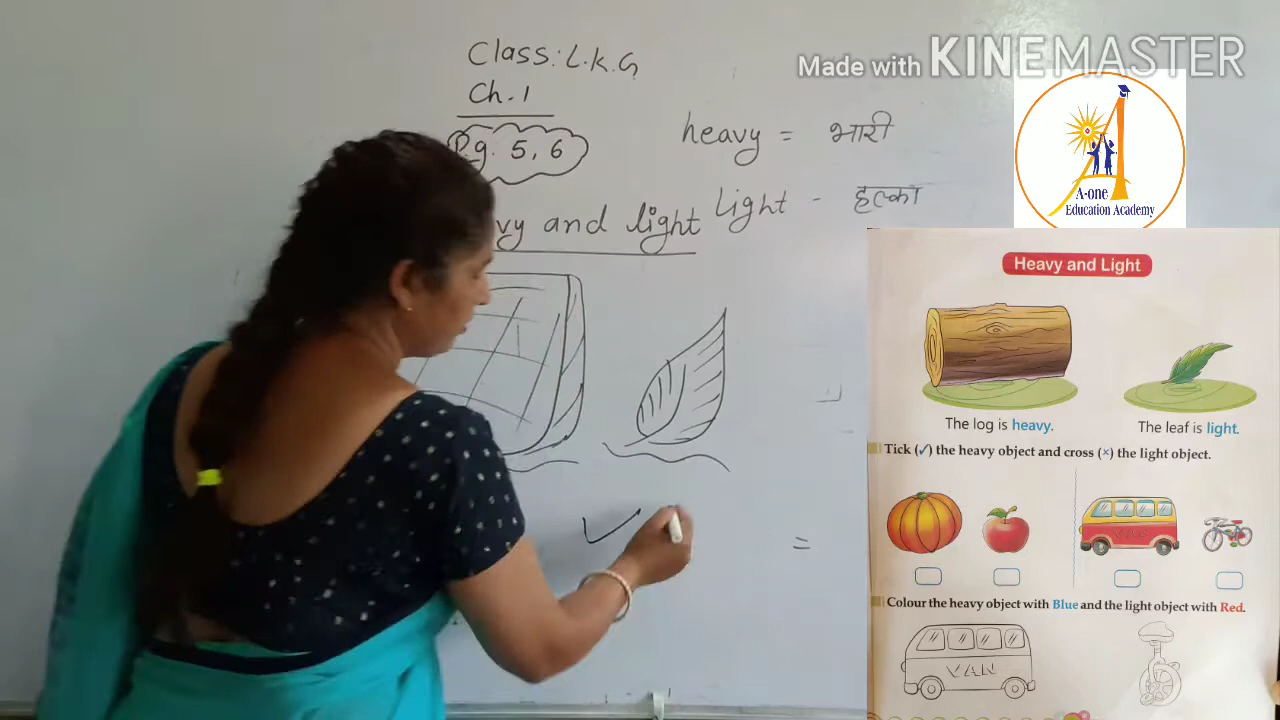 Class: L.K.G
Ch. 1
Pg. 5, 6
heavy = भारी
light - हल्का
vy and light
=
Made with KINEMASTER
A-one
Education Academy
Heavy and Light
The log is heavy.
The leaf is light.
Tick (✓) the heavy object and cross (×) the light object.
VAN
Colour the heavy object with Blue and the light object with Red.
VAN